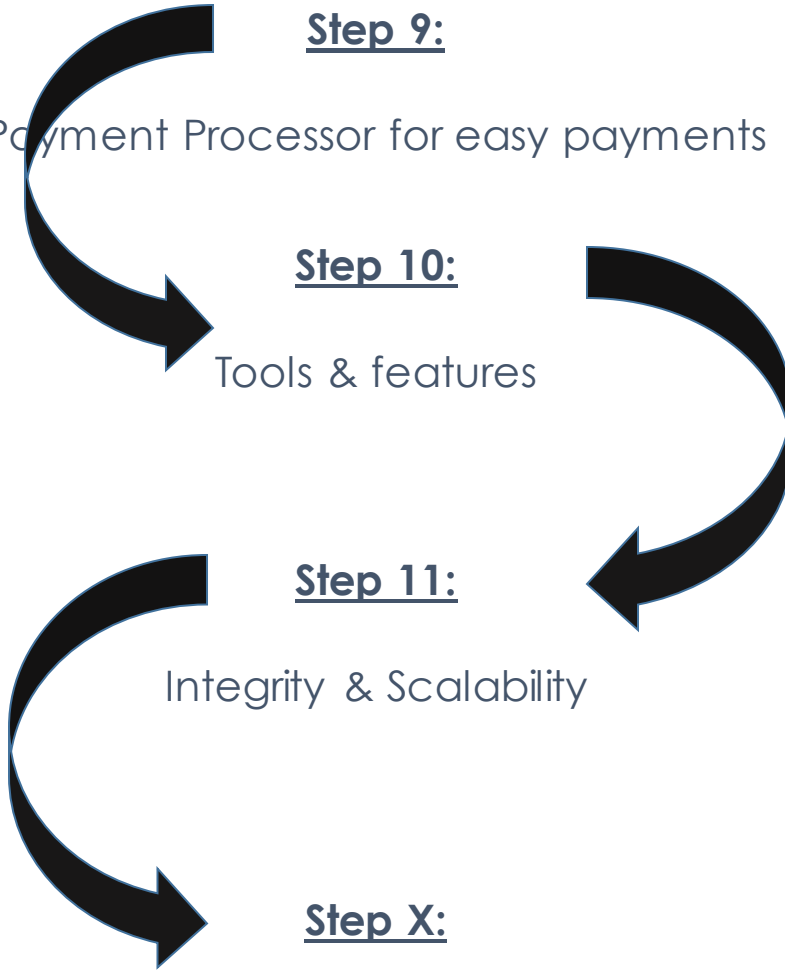 Step 9:
Payment Processor for easy payments
Step 10:
Tools & features
Step 11:
Integrity & Scalability
Step X: